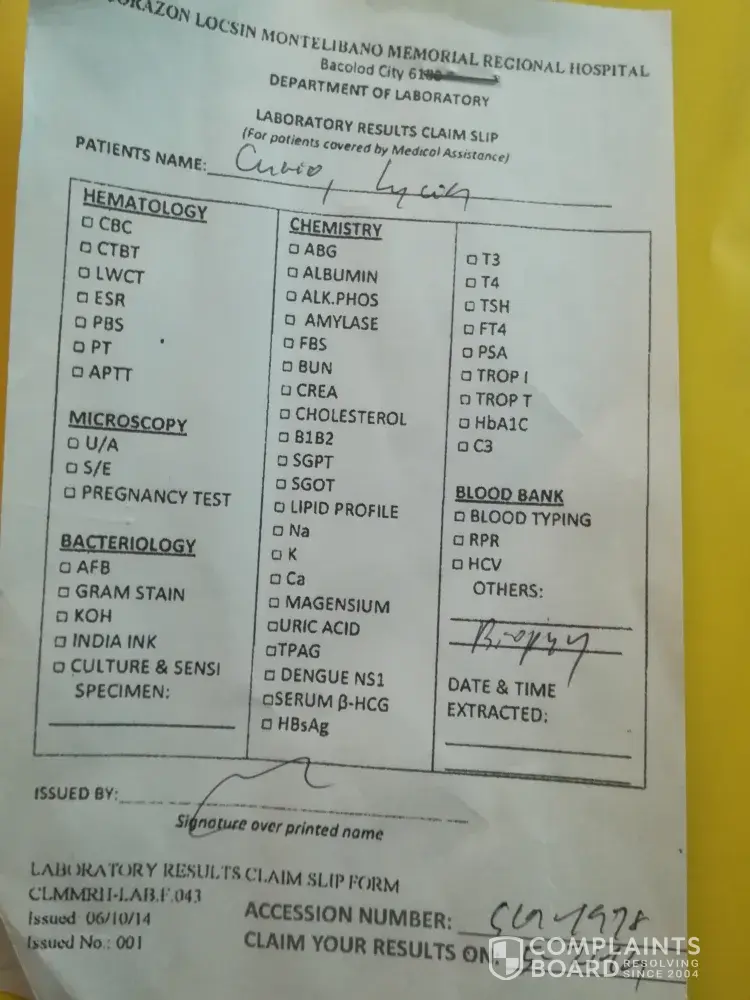 CORAZON LOCSIN MONTELIBANO MEMORIAL REGIONAL HOSPITAL
Bacolod City
DEPARTMENT OF LABORATORY
LABORATORY RESULTS CLAIM SLIP
(For patients covered by Medical Assistance)
PATIENTS NAME:
HEMATOLOGY
CBC
CTBT
LWCT
ESR
PBS
PT
APTT
MICROSCOPY
U/A
S/E
PREGNANCY TEST
BACTERIOLOGY
AFB
GRAM STAIN
KOH
INDIA INK
CULTURE & SENSI
SPECIMEN:
CHEMISTRY
ABG
ALBUMIN
ALK.PHOS
AMYLASE
FBS
BUN
CREA
CHOLESTEROL
B1B2
SGPT
SGOT
LIPID PROFILE
Na
K
Ca
MAGENSIUM
URIC ACID
TPAG
DENGUE NS1
SERUM β-HCG
HBsAg
T3
T4
TSH
FT4
PSA
TROP I
TROP T
HbA1C
C3
BLOOD BANK
BLOOD TYPING
RPR
HCV
OTHERS:
Biopsy
DATE & TIME
EXTRACTED:
ISSUED BY:
Signature over printed name
LABORATORY RESULTS CLAIM SLIP FORM
CLMMRH-LAB.F.043
Issued 06/10/14
Issued No.: 001
ACCESSION NUMBER:
CLAIM YOUR RESULTS ON:
COMPLAINTS
BOARD RESOLVING
SINCE 2004